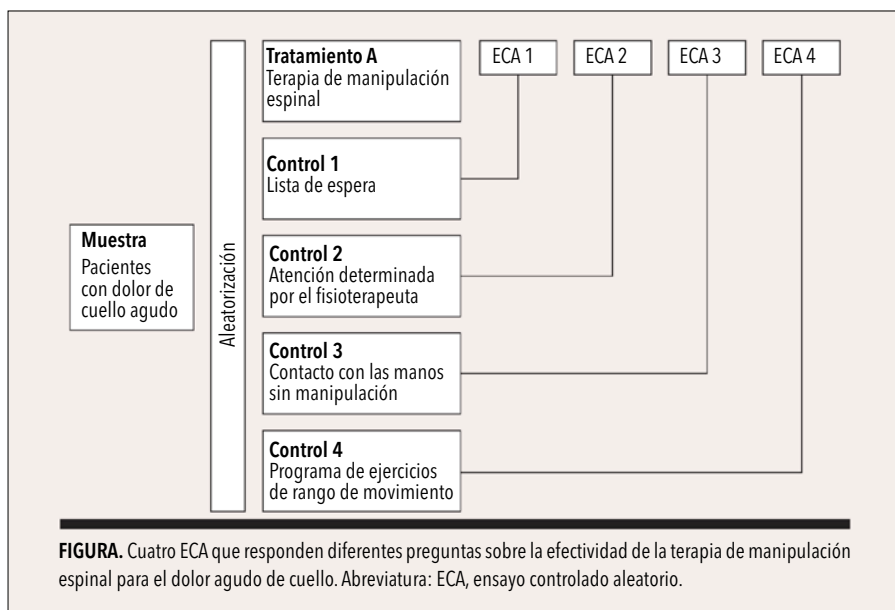 Tratamiento A
Terapia de manipulación
espinal
ECA 1
ECA 2
ECA 3
ECA 4
Control 1
Lista de espera
Muestra
Pacientes
con dolor de
cuello agudo
Aleatorización
Control 2
Atención determinada
por el fisioterapeuta
Control 3
Contacto con las manos
sin manipulación
Control 4
Programa de ejercicios
de rango de movimiento
FIGURA. Cuatro ECA que responden diferentes preguntas sobre la efectividad de la terapia de manipulación
espinal para el dolor agudo de cuello. Abreviatura: ECA, ensayo controlado aleatorio.